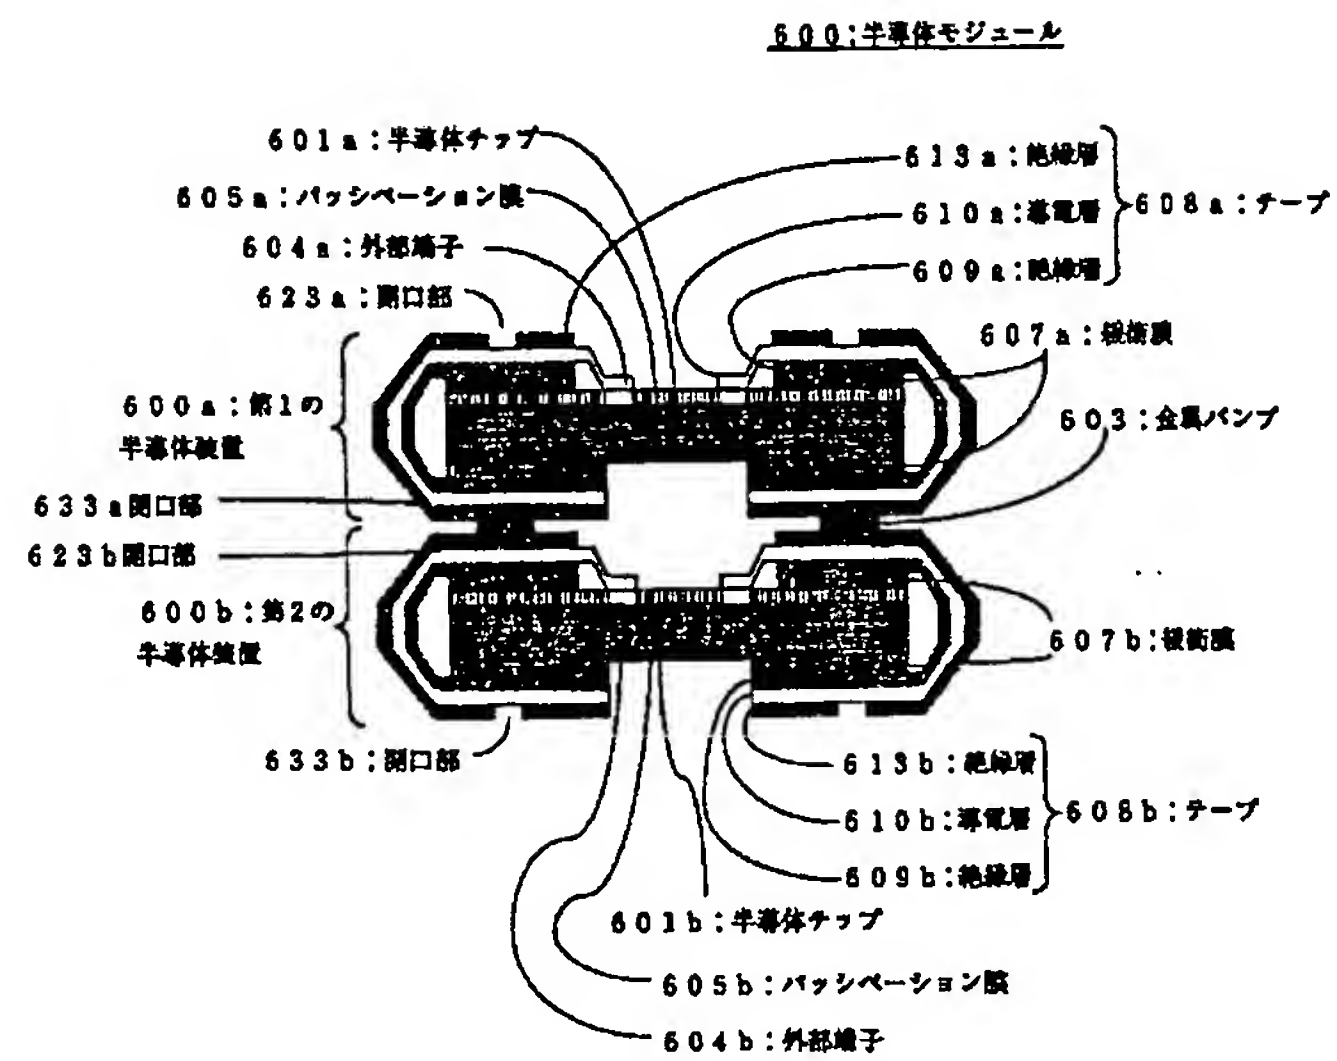 600:半導体モジュール
601a:半導体チップ
613a:絶縁層
605a:パッシベーション膜
610a:導電層
608a:テープ
604a:外部端子
609a:絶縁層
623a:開口部
607a:緩衝膜
600a:第1の
半導体装置
603:金属バンプ
633a開口部
623b開口部
600b:第2の
半導体装置
607b:緩衝膜
633b:開口部
613b:絶縁層
610b:導電層
608b:テープ
609b:絶縁層
601b:半導体チップ
605b:パッシベーション膜
604b:外部端子